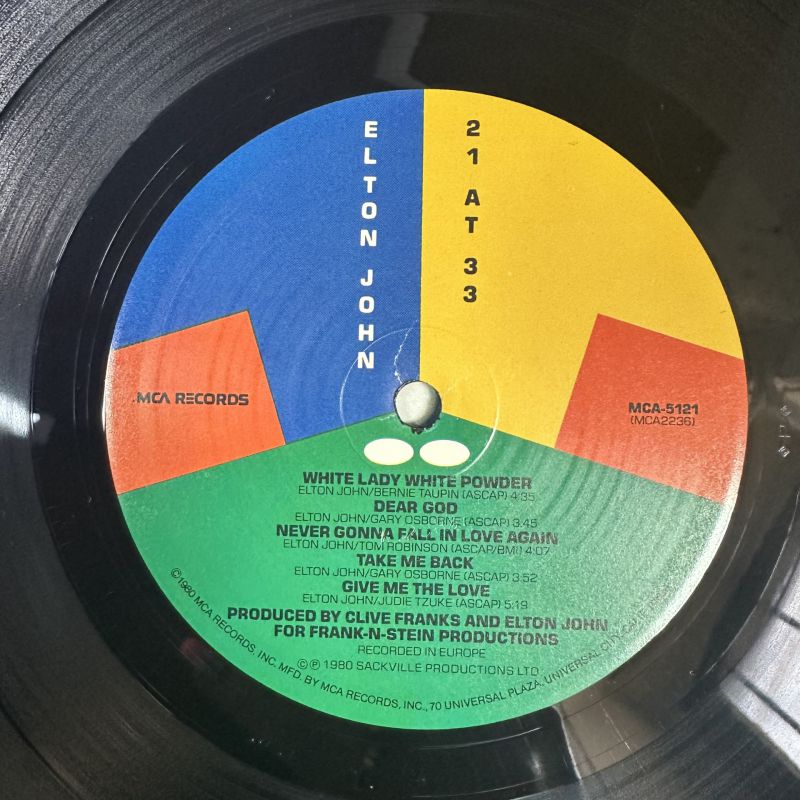 ELTON JOHN
21 AT 33
MCA RECORDS
MCA-5121
(MCA2236)
WHITE LADY WHITE POWDER
ELTON JOHN/BERNIE TAUPIN (ASCAP) 4:35
DEAR GOD
ELTON JOHN/GARY OSBORNE (ASCAP) 3.45
NEVER GONNA FALL IN LOVE AGAIN
ELTON JOHN/TOM ROBINSON (ASCAP/BMI) 4:07
TAKE ME BACK
ELTON JOHN/GARY OSBORNE (ASCAP) 3:52
GIVE ME THE LOVE
ELTON JOHN/JUDIE TZUKE (ASCAP) 5:19
PRODUCED BY CLIVE FRANKS AND ELTON JOHN
FOR FRANK-N-STEIN PRODUCTIONS
RECORDED IN EUROPE
©℗ 1980 SACKVILLE PRODUCTIONS LTD
©1980 MCA RECORDS, INC. MFD. BY MCA RECORDS, INC., 70 UNIVERSAL PLAZA, UNIVERSAL CITY,